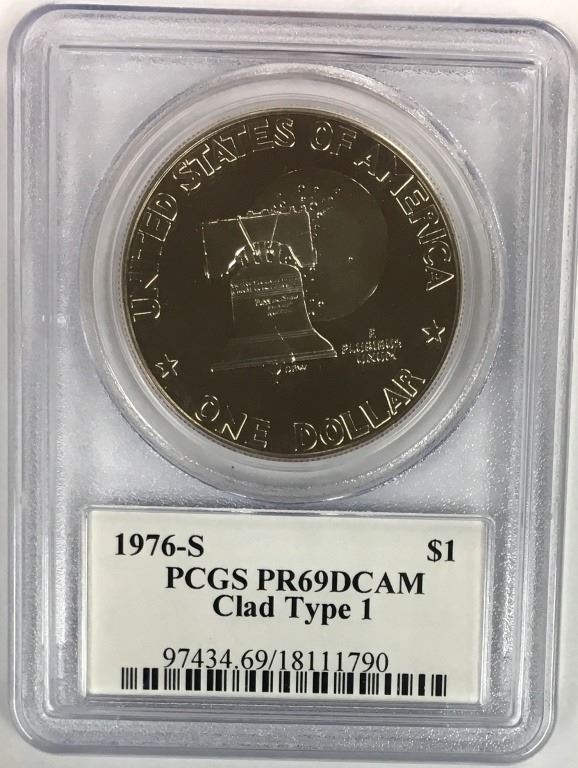 UNITED STATES OF AMERICA
E
PLURIBUS
UNUM
ONE DOLLAR
1976-S $1
PCGS PR69DCAM
Clad Type 1
97434.69/18111790